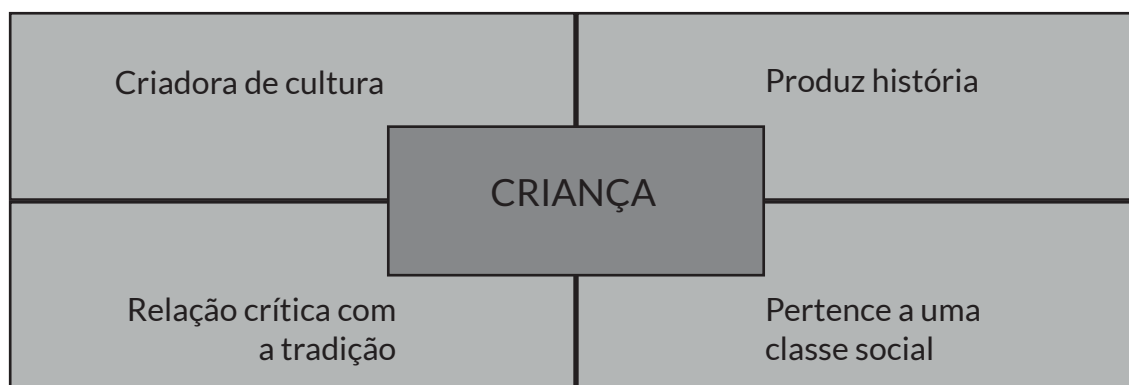 Criadora de cultura
Produz história
CRIANÇA
Relação crítica com
a tradição
Pertence a uma
classe social